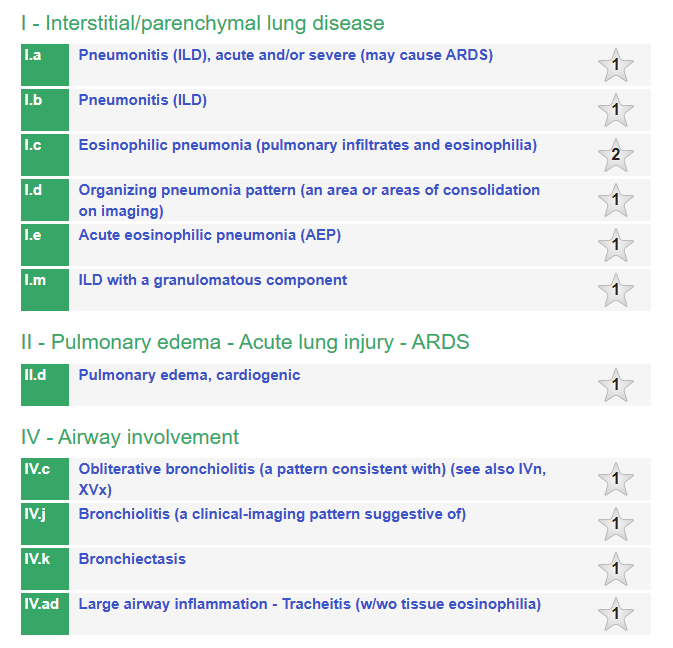 I - Interstitial/parenchymal lung disease
I.a Pneumonitis (ILD), acute and/or severe (may cause ARDS) 1
I.b Pneumonitis (ILD) 1
I.c Eosinophilic pneumonia (pulmonary infiltrates and eosinophilia) 2
I.d Organizing pneumonia pattern (an area or areas of consolidation
on imaging) 1
I.e Acute eosinophilic pneumonia (AEP) 1
I.m ILD with a granulomatous component 1
II - Pulmonary edema - Acute lung injury - ARDS
II.d Pulmonary edema, cardiogenic 1
IV - Airway involvement
IV.c Obliterative bronchiolitis (a pattern consistent with) (see also IVn,
XVx) 1
IV.j Bronchiolitis (a clinical-imaging pattern suggestive of) 1
IV.k Bronchiectasis 1
IV.ad Large airway inflammation - Tracheitis (w/wo tissue eosinophilia) 1